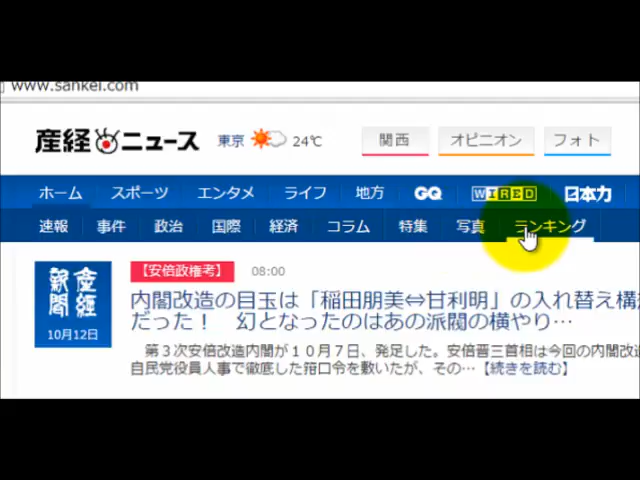 www.sankei.com
産経ニュース 東京 24℃ 関西 オピニオン フォト
ホーム スポーツ エンタメ ライフ 地方 GQ WIRED 日本力
速報 事件 政治 国際 経済 コラム 特集 写真 ランキング
産経新聞
10月12日
【安倍政権考】 08:00
内閣改造の目玉は「稲田朋美⇔甘利明」の入れ替え構
だった！ 幻となったのはあの派閥の横やり…
第３次安倍改造内閣が１０月７日、発足した。安倍晋三首相は今回の内閣改
自民党役員人事で徹底した箝口令を敷いたが、その…【続きを読む】